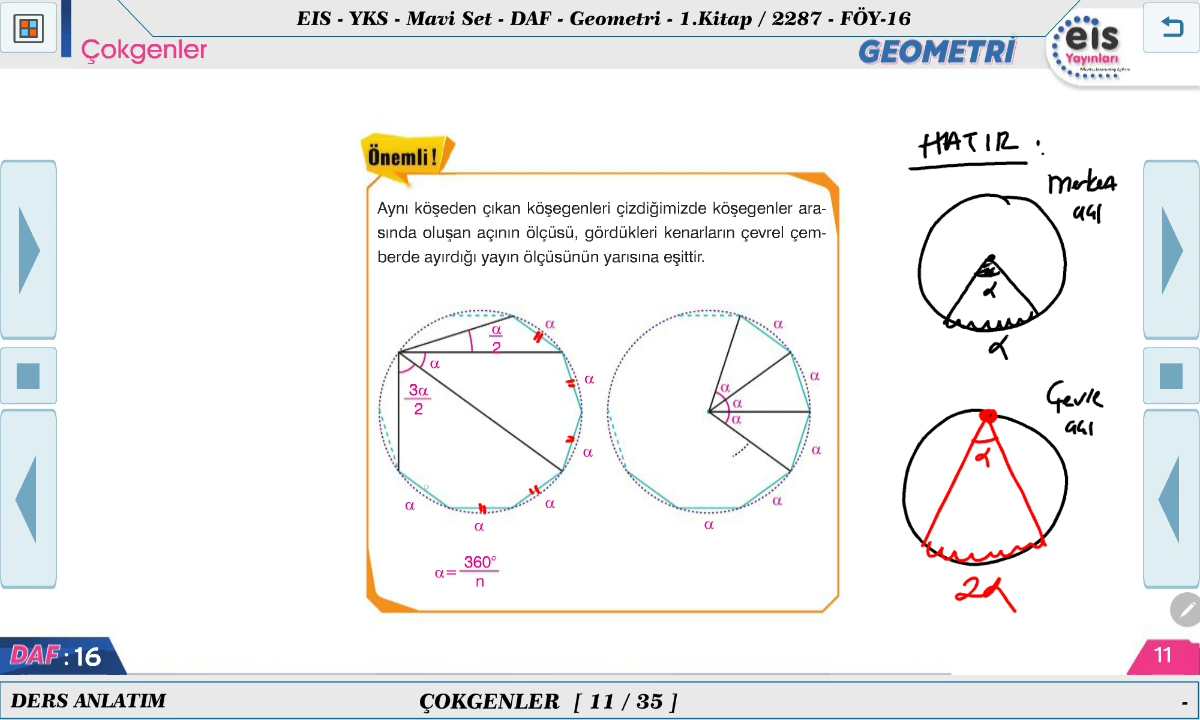 EIS - YKS - Mavi Set - DAF - Geometri - 1.Kitap / 2287 - FÖY-16
Çokgenler
GEOMETRİ
eis
Yayınları
Önemli !
Aynı köşeden çıkan köşegenleri çizdiğimizde köşegenler ara-
sında oluşan açının ölçüsü, gördükleri kenarların çevrel çem-
berde ayırdığı yayın ölçüsünün yarısına eşittir.
α
α/2
α
α
3α/2
α
α
α
α
α = 360°/n
α
α
α
α
α
α
α
α
HATIR :
Merkez
açı
α
α
Çevre
açı
α
2α
DAF : 16
11
DERS ANLATIM
ÇOKGENLER [ 11 / 35 ]
-